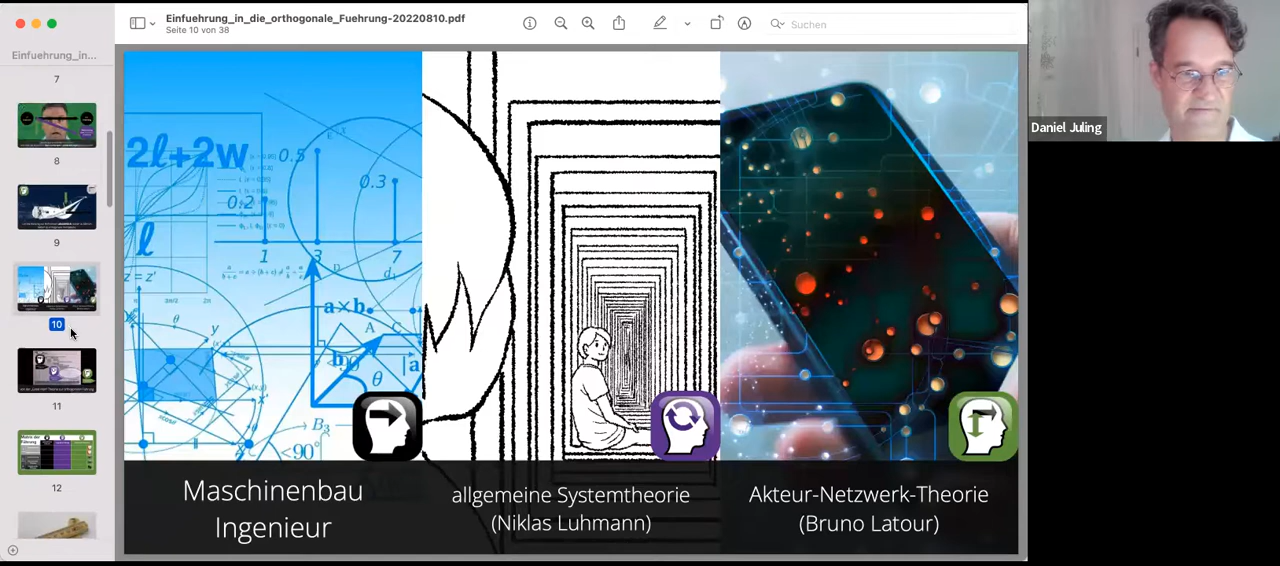 Einfuehrung_in_die_orthogonale_Fuehrung-20220810.pdf
Seite 10 von 38
Suchen
Einfuehrung_in...
7
8
9
10
11
12
Daniel Juling
2ℓ+2w
0.5
0.3
0.2
ℓ
1
3
7
z = z'
a×b
A
C
b
|a
θ
θ
y
B₃
<90°
Maschinenbau
Ingenieur
allgemeine Systemtheorie
(Niklas Luhmann)
Akteur-Netzwerk-Theorie
(Bruno Latour)